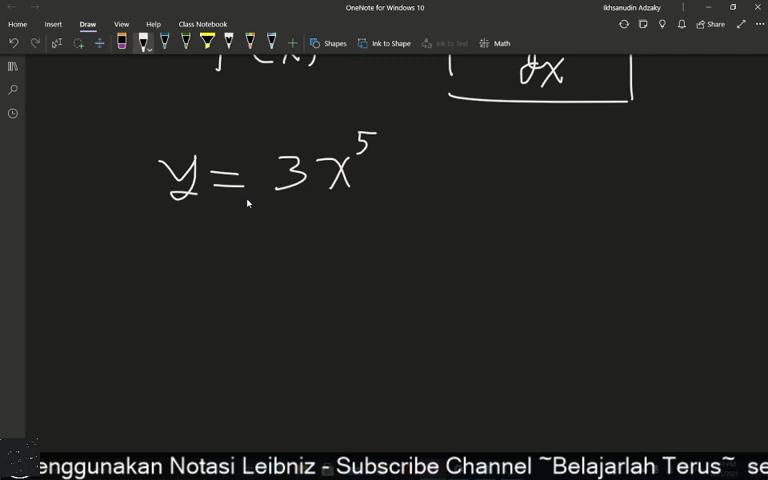 OneNote for Windows 10
Ikhsanudin Adzaky
Home Insert Draw View Help Class Notebook
Share
Shapes Ink to Shape Ink to Text Math
dx
y = 3x⁵
enggunakan Notasi Leibniz - Subscribe Channel ~Belajarlah Terus~ se